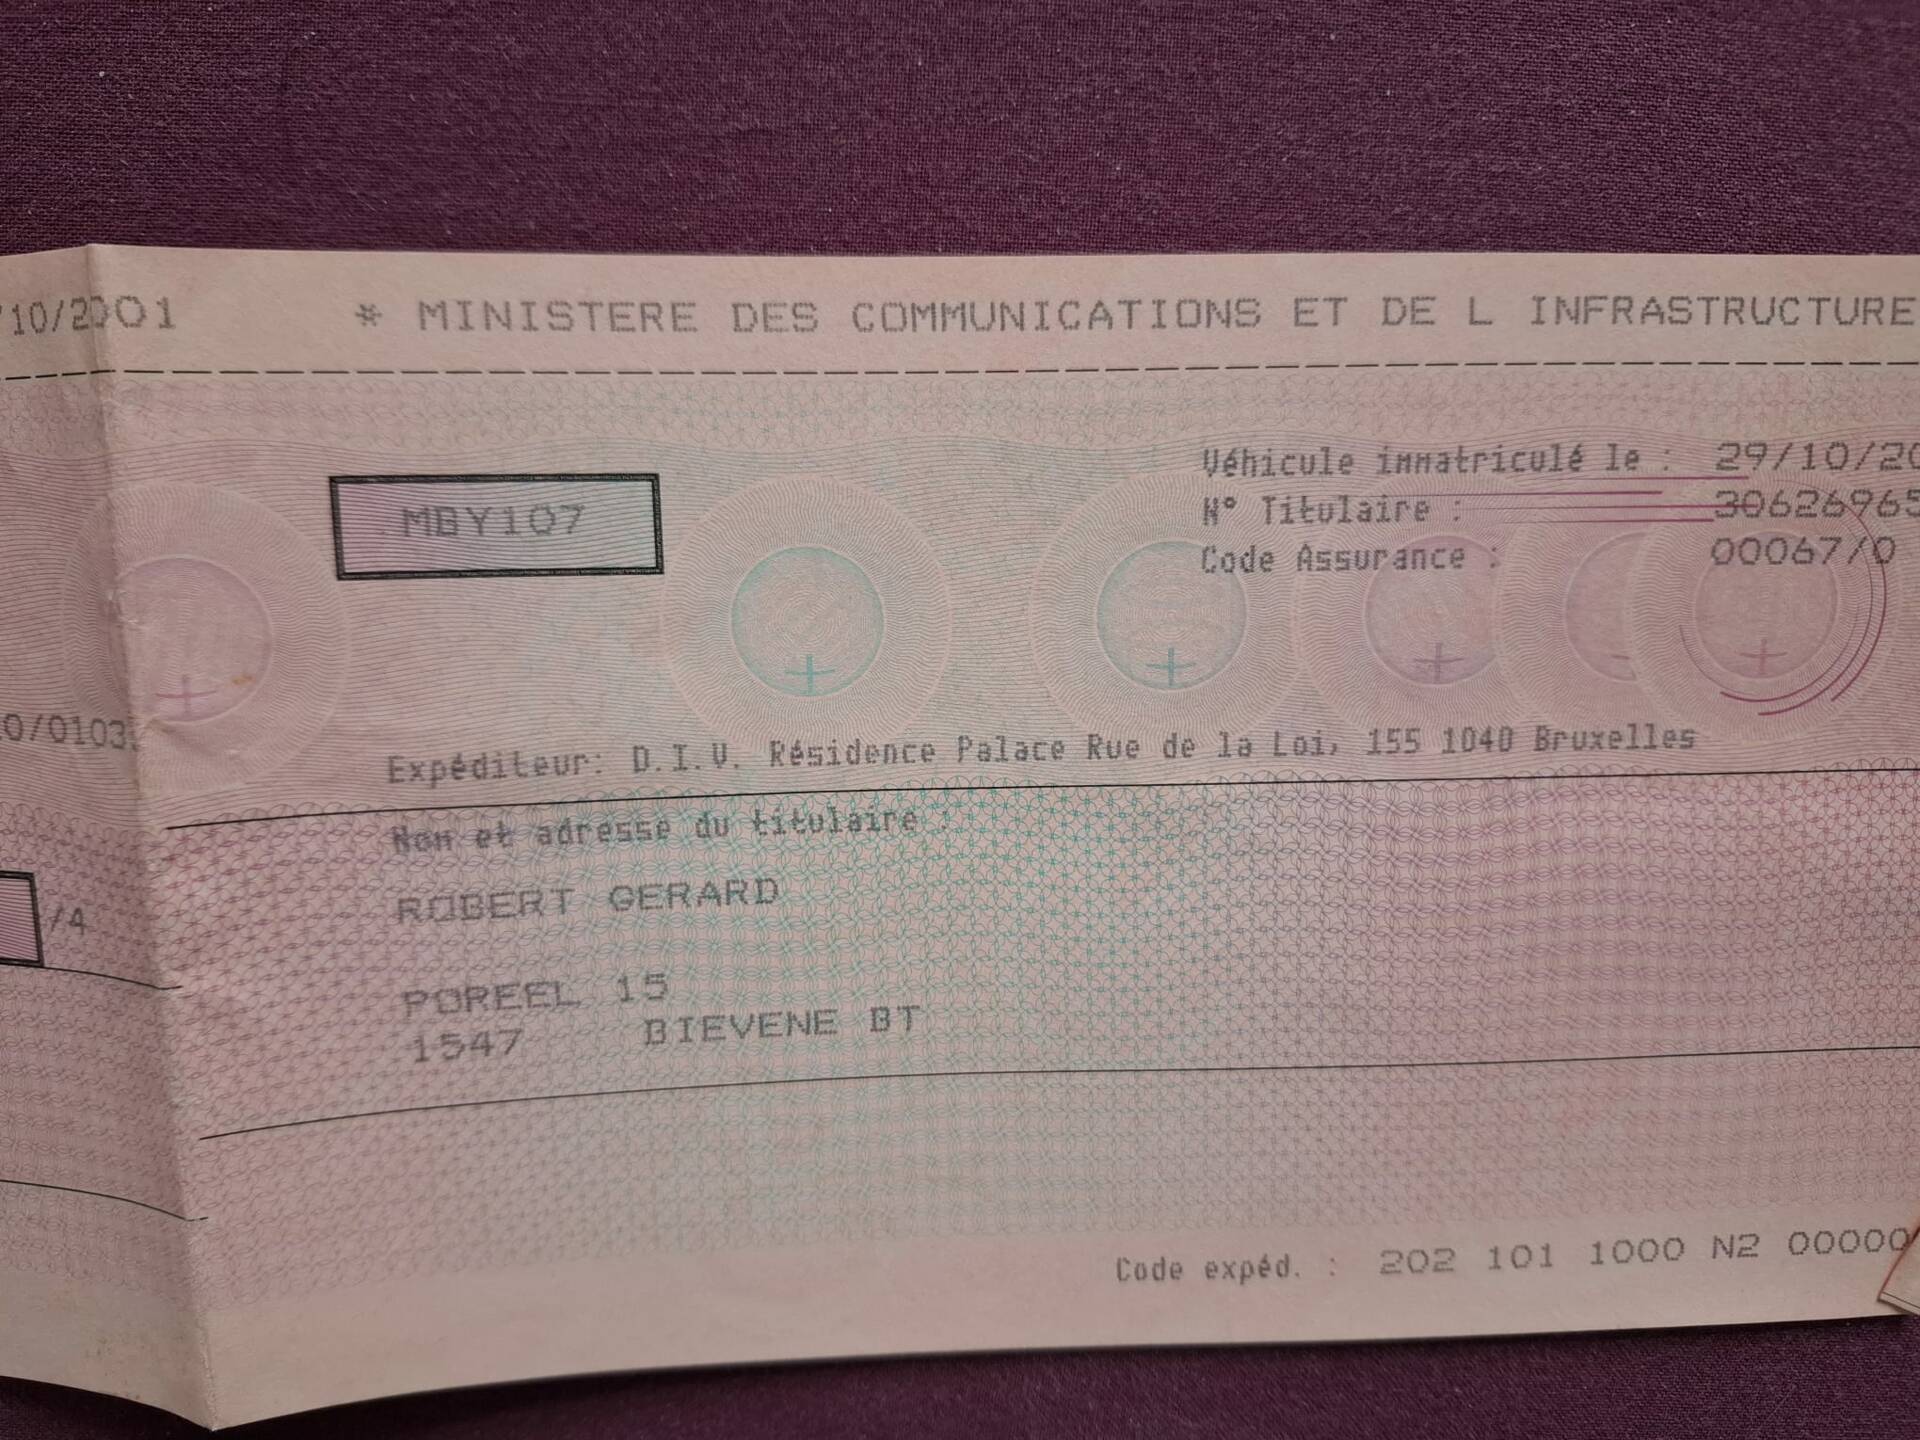 /10/2001 * MINISTERE DES COMMUNICATIONS ET DE L INFRASTRUCTURE
Véhicule immatriculé le : 29/10/20
MBY107
N° Titulaire : 30626965
Code Assurance : 00067/0
0/0103
Expéditeur: D.I.V. Résidence Palace Rue de la Loi, 155 1040 Bruxelles
Nom et adresse du titulaire :
ROBERT GERARD
/4
POREEL 15
1547 BIEVENE BT
Code expéd. : 202 101 1000 N2 00000